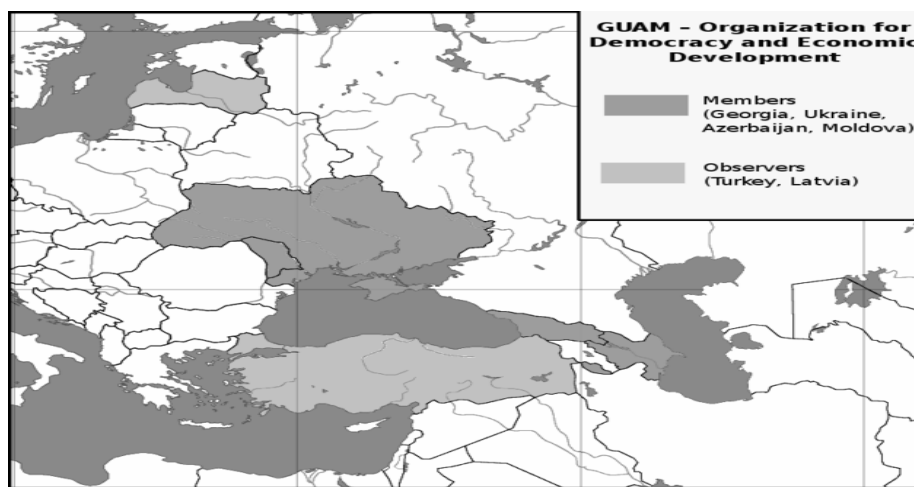 GUAM – Organization for
Democracy and Economic
Development
Members
(Georgia, Ukraine,
Azerbaijan, Moldova)
Observers
(Turkey, Latvia)